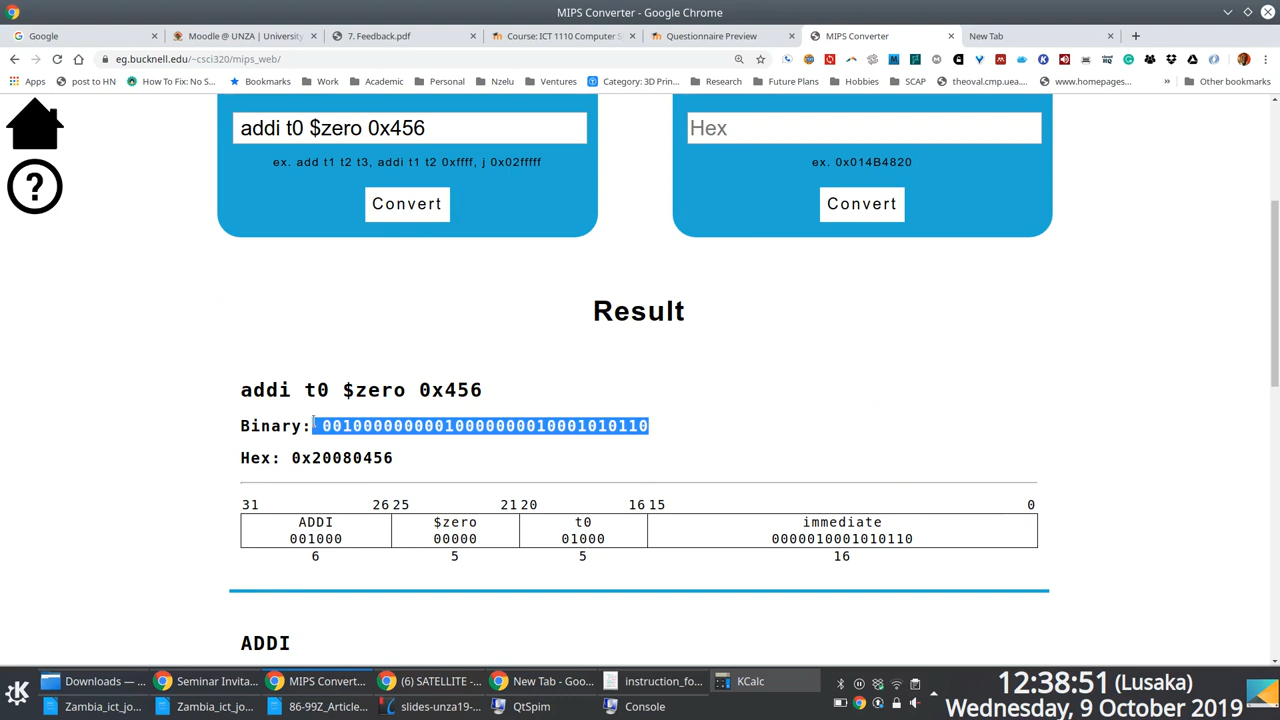 MIPS Converter - Google Chrome
Google
Moodle @ UNZA | University
7. Feedback.pdf
Course: ICT 1110 Computer S
Questionnaire Preview
MIPS Converter
New Tab
eg.bucknell.edu/~csci320/mips_web/
Apps
post to HN
How To Fix: No S...
Bookmarks
Work
Academic
Personal
Nzelu
Ventures
Category: 3D Prin...
Research
Future Plans
Hobbies
SCAP
theoval.cmp.uea....
www.homepages...
»
Other bookmarks
addi t0 $zero 0x456
Hex
ex. add t1 t2 t3, addi t1 t2 0xffff, j 0x02fffff
ex. 0x014B4820
Convert
Convert
?
Result
addi t0 $zero 0x456
Binary: 00100000000010000000010001010110
Hex: 0x20080456
31 26 25 21 20 16 15 0
ADDI $zero t0 immediate
001000 00000 01000 0000010001010110
6 5 5 16
ADDI
Downloads — ...
Seminar Invita...
MIPS Convert...
(6) SATELLITE -...
New Tab - Goo...
instruction_fo...
KCalc
Zambia_ict_jo...
Zambia_ict_jo...
86-99Z_Article...
slides-unza19-...
QtSpim
Console
12:38:51 (Lusaka)
Wednesday, 9 October 2019